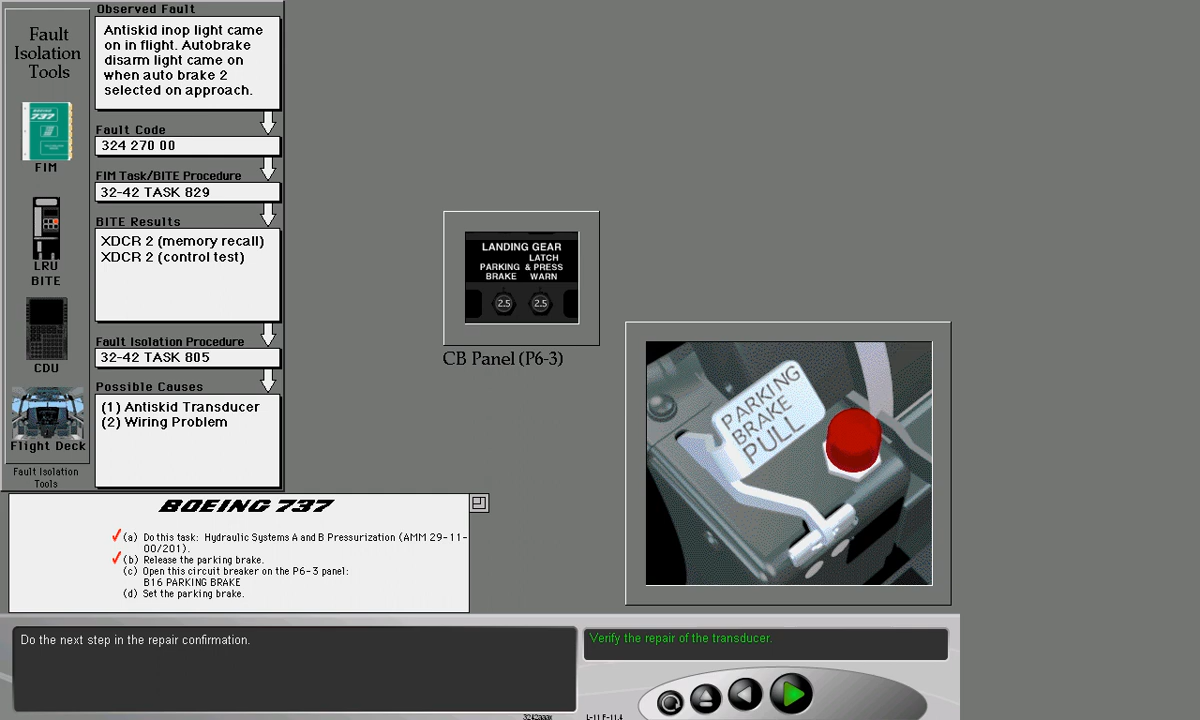 Fault
Isolation
Tools
FIM
LRU
BITE
CDU
Flight Deck
Fault Isolation
Tools
Observed Fault
Antiskid inop light came
on in flight. Autobrake
disarm light came on
when auto brake 2
selected on approach.
Fault Code
324 270 00
FIM Task/BITE Procedure
32-42 TASK 829
BITE Results
XDCR 2 (memory recall)
XDCR 2 (control test)
Fault Isolation Procedure
32-42 TASK 805
Possible Causes
(1) Antiskid Transducer
(2) Wiring Problem
LANDING GEAR
LATCH
PARKING & PRESS
BRAKE WARN
2.5 2.5
CB Panel (P6-3)
PARKING
BRAKE
PULL
BOEING 737
(a) Do this task: Hydraulic Systems A and B Pressurization (AMM 29-11-
00/201).
(b) Release the parking brake.
(c) Open this circuit breaker on the P6-3 panel:
B16 PARKING BRAKE
(d) Set the parking brake.
Do the next step in the repair confirmation.
Verify the repair of the transducer.